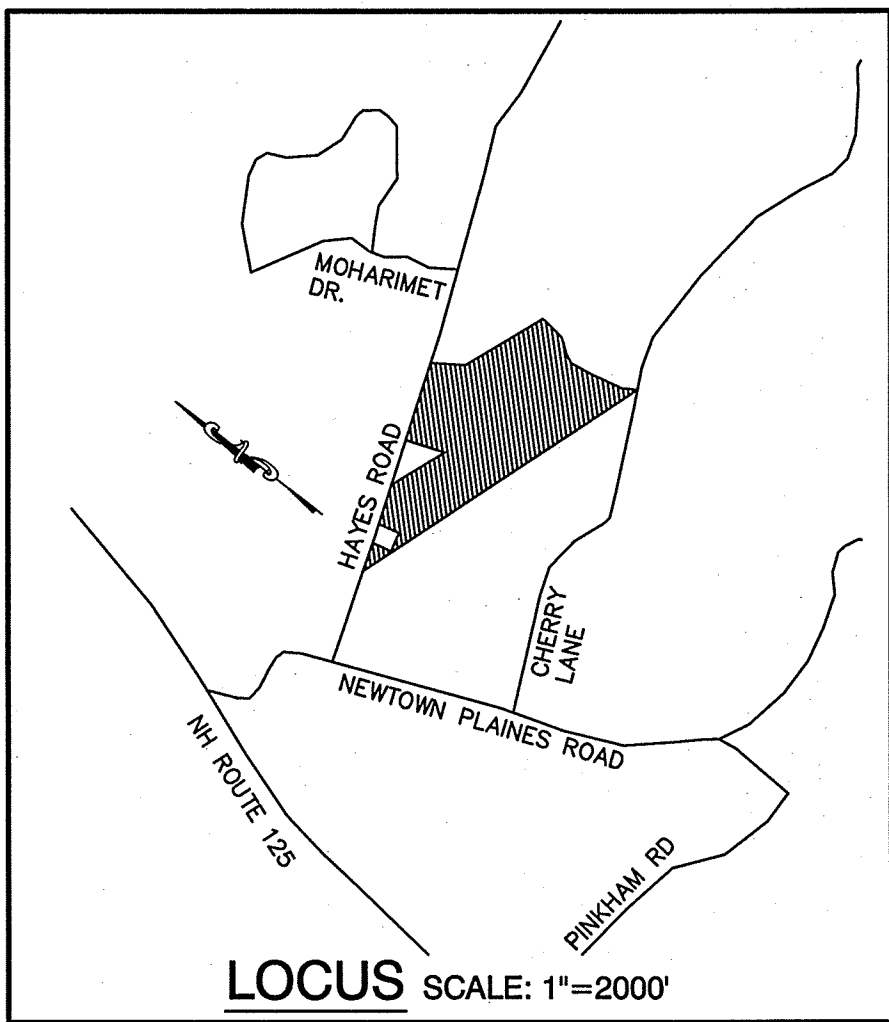 MOHARIMET
DR.
HAYES ROAD
CHERRY
LANE
NEWTOWN PLAINES ROAD
NH ROUTE 125
PINKHAM RD
LOCUS SCALE: 1"=2000'